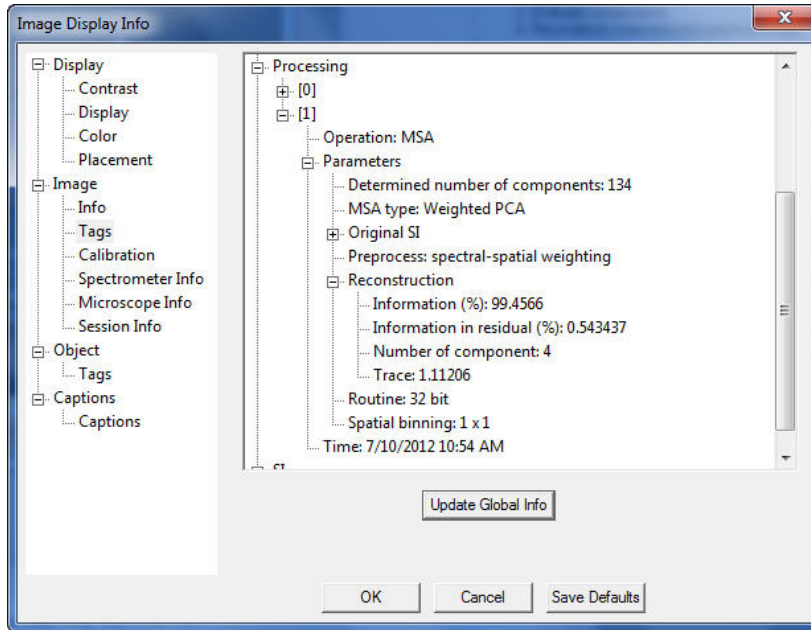 Image Display Info
Display
Contrast
Display
Color
Placement
Image
Info
Tags
Calibration
Spectrometer Info
Microscope Info
Session Info
Object
Tags
Captions
Captions
Processing
[0]
[1]
Operation: MSA
Parameters
Determined number of components: 134
MSA type: Weighted PCA
Original SI
Preprocess: spectral-spatial weighting
Reconstruction
Information (%): 99.4566
Information in residual (%): 0.543437
Number of component: 4
Trace: 1.11206
Routine: 32 bit
Spatial binning: 1 x 1
Time: 7/10/2012 10:54 AM
Update Global Info
OK Cancel Save Defaults